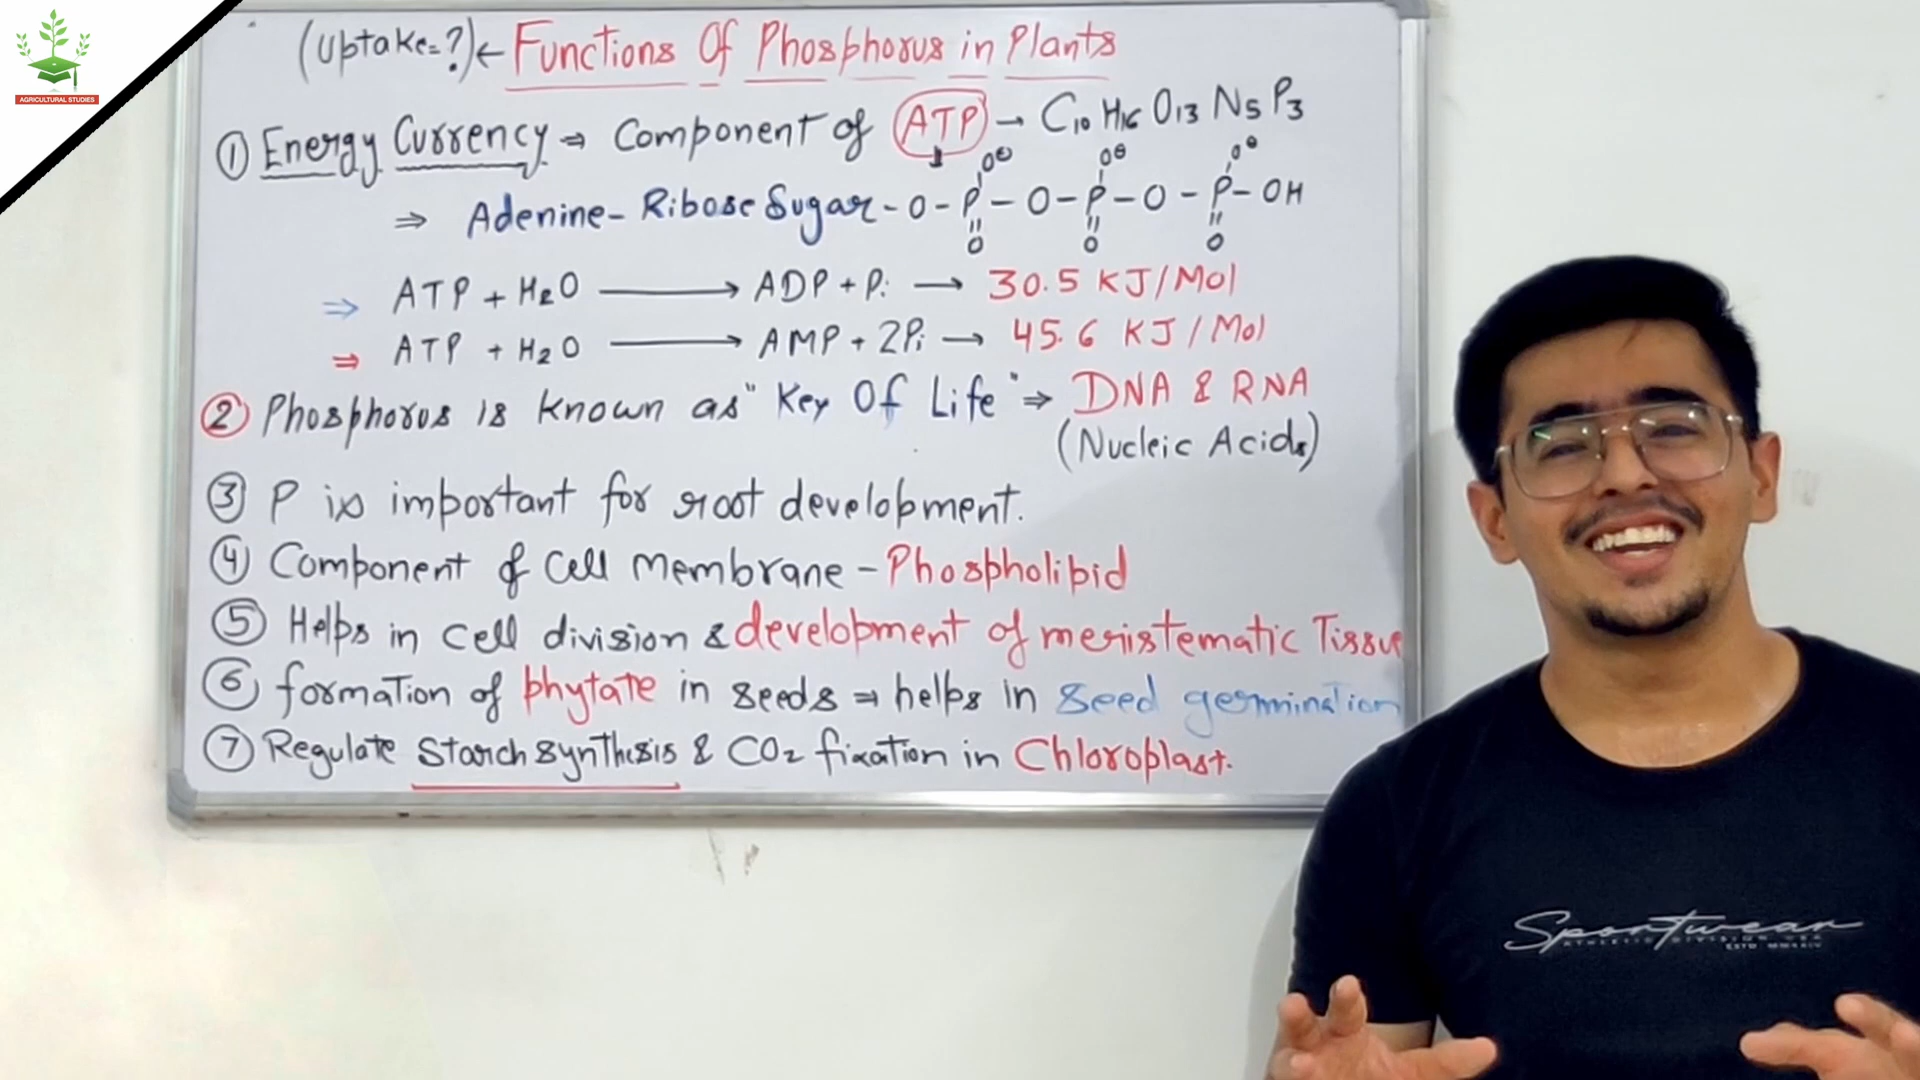 AGRICULTURAL STUDIES
(Uptake=?)← Functions Of Phosphorus in Plants
① Energy Currency ⇒ Component of ATP → C₁₀ H₁₆ O₁₃ N₅ P₃
O⊖ O⊖ O⊖
⇒ Adenine - Ribose Sugar - O - P - O - P - O - P - OH
O O O
⇒ ATP + H₂O → ADP + Pi → 30.5 KJ/Mol
⇒ ATP + H₂O → AMP + 2Pi → 45.6 KJ/Mol
② Phosphorus is known as "Key Of Life" ⇒ DNA & RNA
(Nucleic Acids)
③ P is important for root development.
④ Component of Cell Membrane - Phospholipid
⑤ Helps in cell division & development of meristematic Tissue
⑥ formation of phytate in seeds ⇒ helps in seed germination
⑦ Regulate Starch synthesis & CO₂ fixation in Chloroplast.
Sportwear